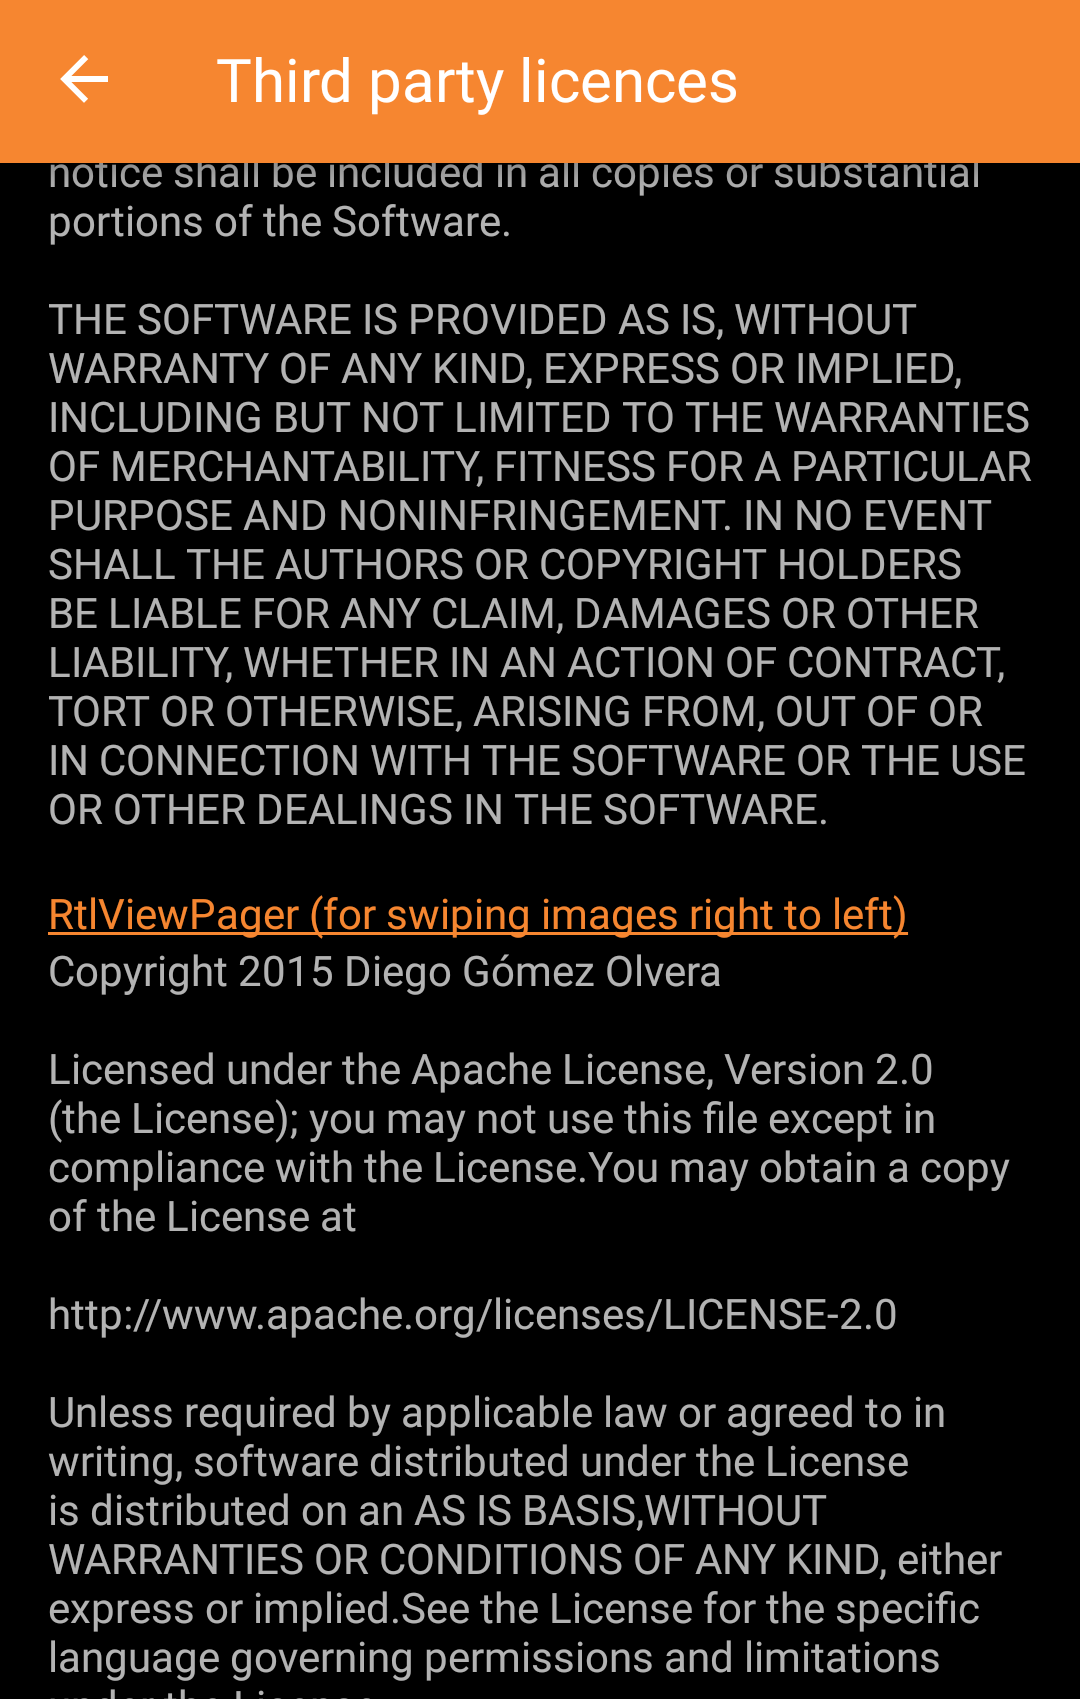 Third party licences
notice shall be included in all copies or substantial
portions of the Software.
THE SOFTWARE IS PROVIDED AS IS, WITHOUT
WARRANTY OF ANY KIND, EXPRESS OR IMPLIED,
INCLUDING BUT NOT LIMITED TO THE WARRANTIES
OF MERCHANTABILITY, FITNESS FOR A PARTICULAR
PURPOSE AND NONINFRINGEMENT. IN NO EVENT
SHALL THE AUTHORS OR COPYRIGHT HOLDERS
BE LIABLE FOR ANY CLAIM, DAMAGES OR OTHER
LIABILITY, WHETHER IN AN ACTION OF CONTRACT,
TORT OR OTHERWISE, ARISING FROM, OUT OF OR
IN CONNECTION WITH THE SOFTWARE OR THE USE
OR OTHER DEALINGS IN THE SOFTWARE.
RtlViewPager (for swiping images right to left)
Copyright 2015 Diego Gómez Olvera
Licensed under the Apache License, Version 2.0
(the License); you may not use this file except in
compliance with the License.You may obtain a copy
of the License at
http://www.apache.org/licenses/LICENSE-2.0
Unless required by applicable law or agreed to in
writing, software distributed under the License
is distributed on an AS IS BASIS,WITHOUT
WARRANTIES OR CONDITIONS OF ANY KIND, either
express or implied.See the License for the specific
language governing permissions and limitations